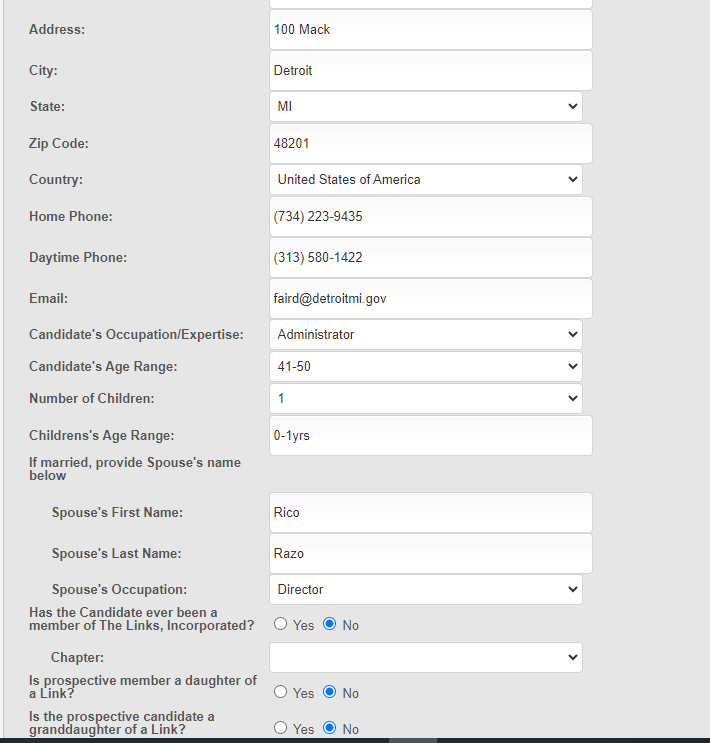 Address: 100 Mack
City: Detroit
State: MI
Zip Code: 48201
Country: United States of America
Home Phone: (734) 223-9435
Daytime Phone: (313) 580-1422
Email: faird@detroitmi.gov
Candidate's Occupation/Expertise: Administrator
Candidate's Age Range: 41-50
Number of Children: 1
Childrens's Age Range: 0-1yrs
If married, provide Spouse's name
below
Spouse's First Name: Rico
Spouse's Last Name: Razo
Spouse's Occupation: Director
Has the Candidate ever been a
member of The Links, Incorporated? Yes No
Chapter:
Is prospective member a daughter of
a Link? Yes No
Is the prospective candidate a
granddaughter of a Link? Yes No